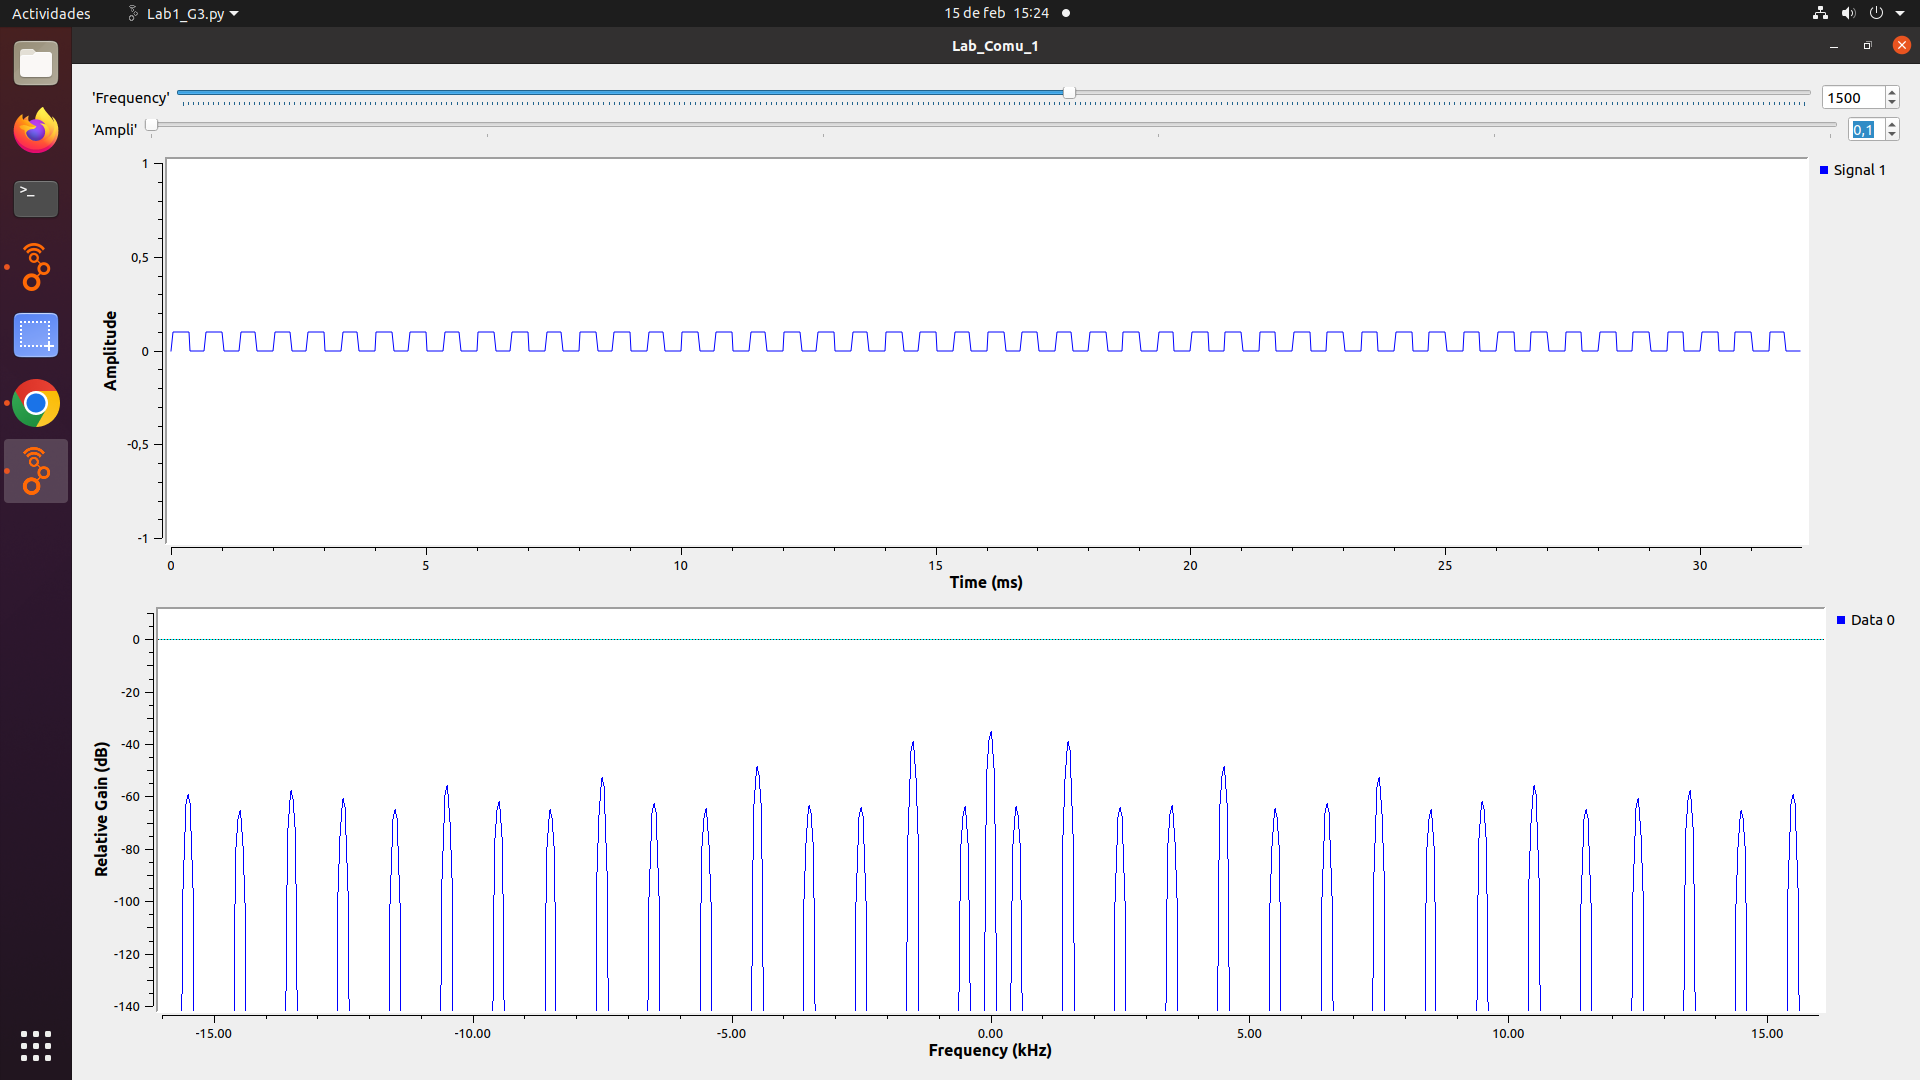 Actividades
Lab1_G3.py
15 de feb 15:24
Lab_Comu_1
'Frequency'
1500
'Ampli'
0,1
1
0,5
0
-0,5
-1
Amplitude
Signal 1
0
5
10
15
20
25
30
Time (ms)
0
-20
-40
-60
-80
-100
-120
-140
Relative Gain (dB)
Data 0
-15.00
-10.00
-5.00
0.00
5.00
10.00
15.00
Frequency (kHz)